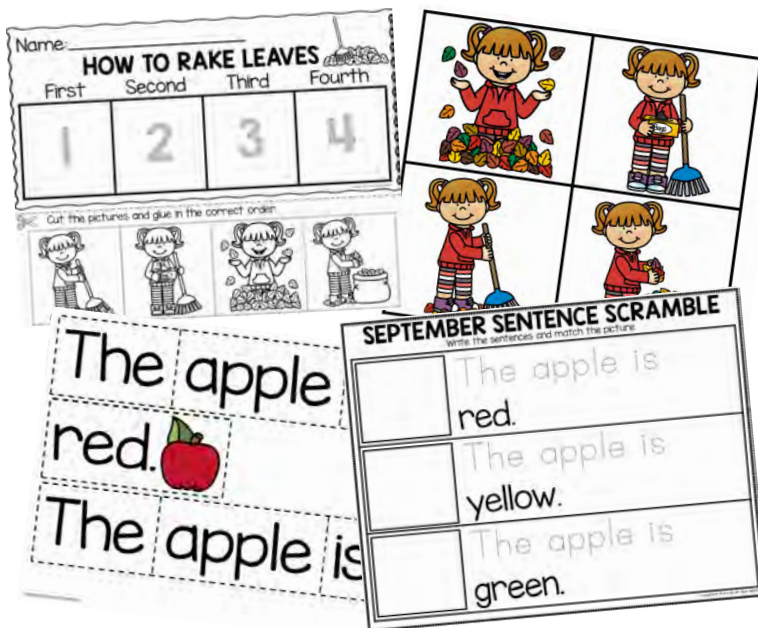 Name:
HOW TO RAKE LEAVES
First Second Third Fourth
1 2 3 4
Cut the pictures and glue in the correct order.
The apple
red.
The apple is
SEPTEMBER SENTENCE SCRAMBLE
Write the sentences and match the picture.
The apple is
red.
The apple is
yellow.
The apple is
green.